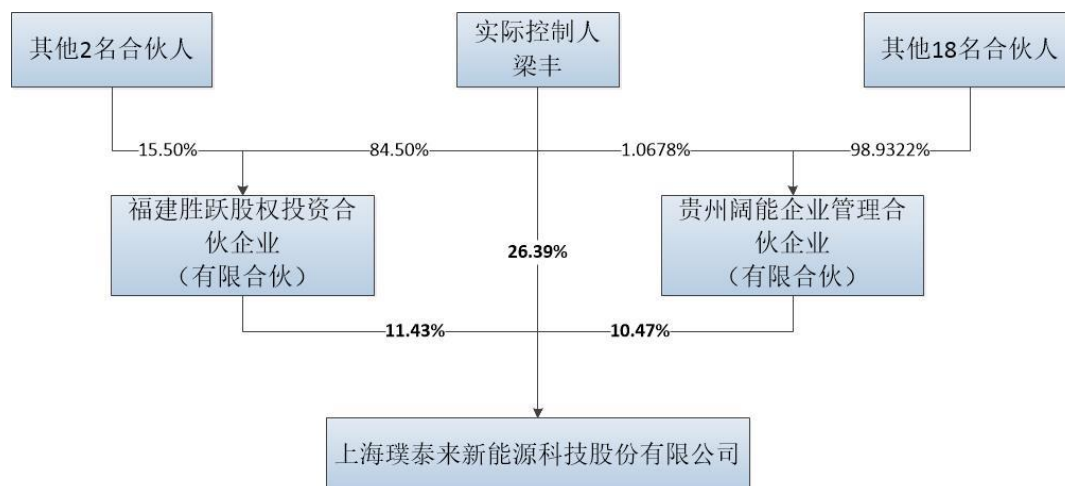 其他2名合伙人
实际控制人
梁丰
其他18名合伙人
15.50%
84.50%
1.0678%
98.9322%
福建胜跃股权投资合
伙企业
（有限合伙）
26.39%
贵州阔能企业管理合
伙企业
（有限合伙）
11.43%
10.47%
上海璞泰来新能源科技股份有限公司